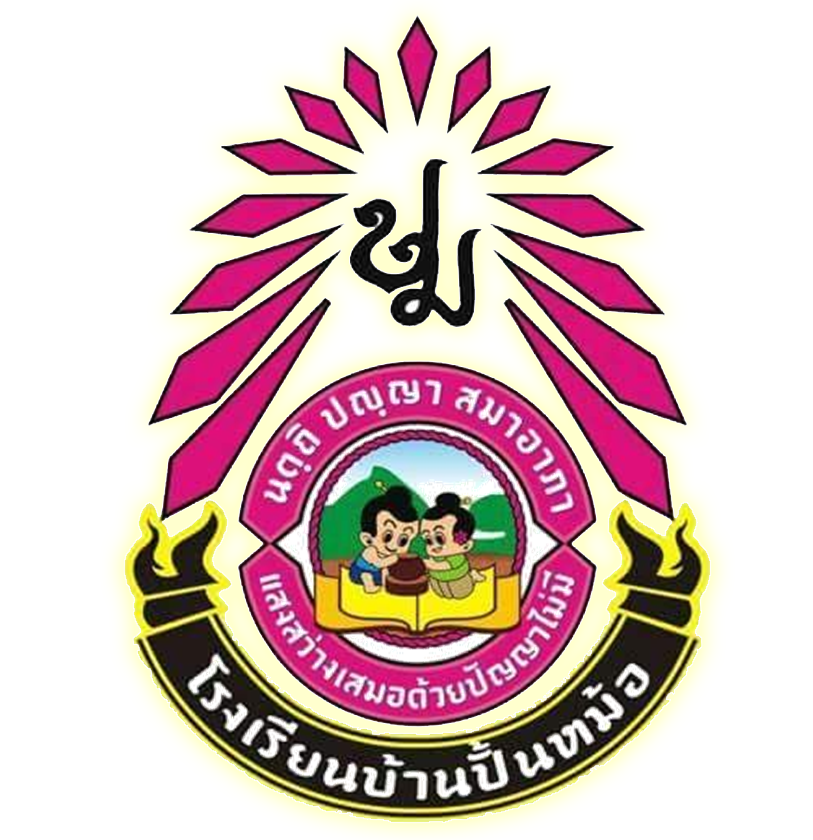 นตฺถิ ปญฺญา สมาอาภา
แสงสว่างเสมอด้วยปัญญาไม่มี
โรงเรียนบ้านปั้นหม้อ